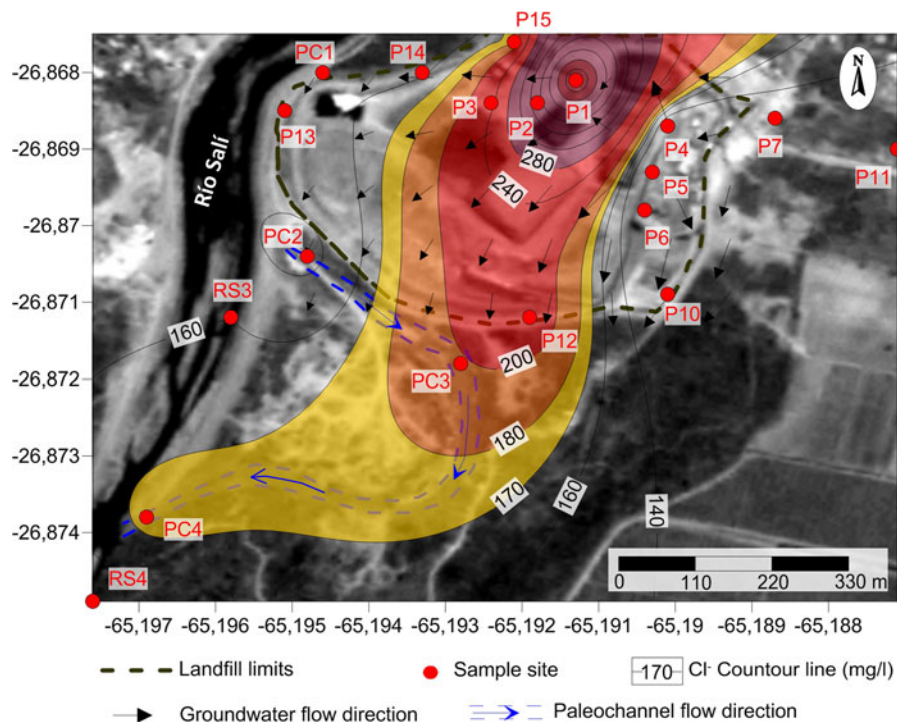 P15
PC1 P14
-26,868
P3 P2 P1
P13
P4 P7
280
-26,869
P11
Río Salí
240
P5
-26,87
P6
PC2
-26,871
RS3
P10
160
P12
-26,872
PC3
200
180
-26,873
170
160
140
-26,874
PC4
0 110 220 330 m
RS4
-65,197 -65,196 -65,195 -65,194 -65,193 -65,192 -65,191 -65,19 -65,189 -65,188
Landfill limits
Sample site
170 Cl- Countour line (mg/l)
Groundwater flow direction
Paleochannel flow direction
N